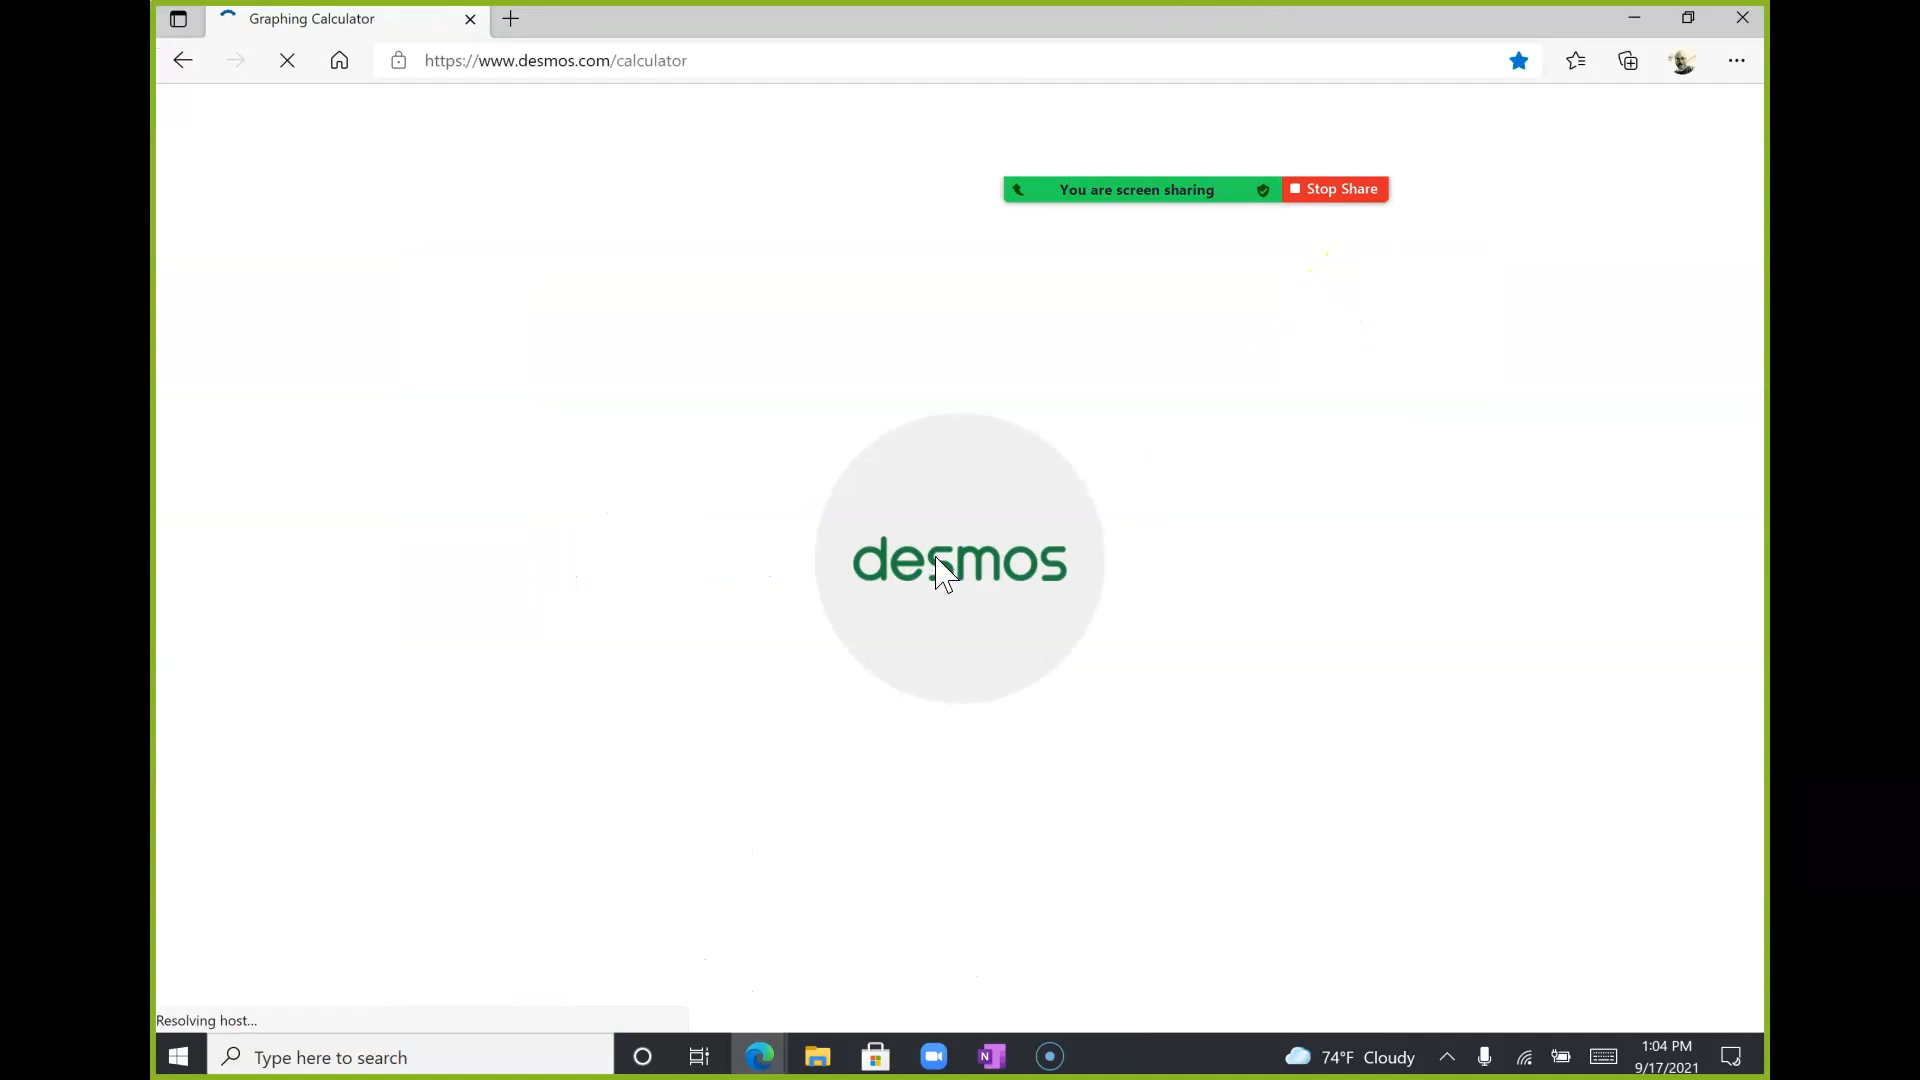 Graphing Calculator
https://www.desmos.com/calculator
You are screen sharing
Stop Share
desmos
Resolving host...
Type here to search
N
74°F Cloudy
1:04 PM
9/17/2021